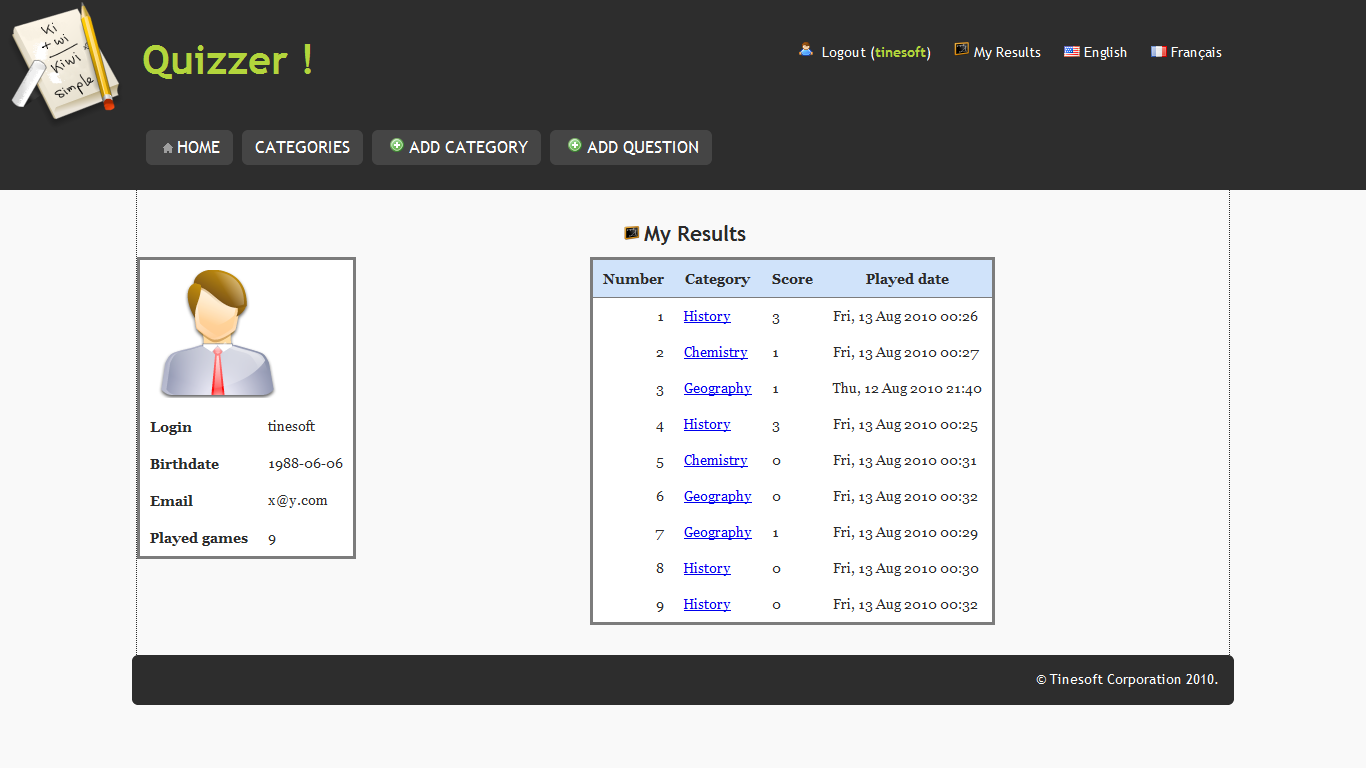 Ki
+ wi
Kiwi
simple
Quizzer !
Logout (tinesoft) My Results English Français
HOME CATEGORIES ADD CATEGORY ADD QUESTION
My Results
Login tinesoft
Birthdate 1988-06-06
Email x@y.com
Played games 9
Number Category Score Played date
1 History 3 Fri, 13 Aug 2010 00:26
2 Chemistry 1 Fri, 13 Aug 2010 00:27
3 Geography 1 Thu, 12 Aug 2010 21:40
4 History 3 Fri, 13 Aug 2010 00:25
5 Chemistry 0 Fri, 13 Aug 2010 00:31
6 Geography 0 Fri, 13 Aug 2010 00:32
7 Geography 1 Fri, 13 Aug 2010 00:29
8 History 0 Fri, 13 Aug 2010 00:30
9 History 0 Fri, 13 Aug 2010 00:32
© Tinesoft Corporation 2010.